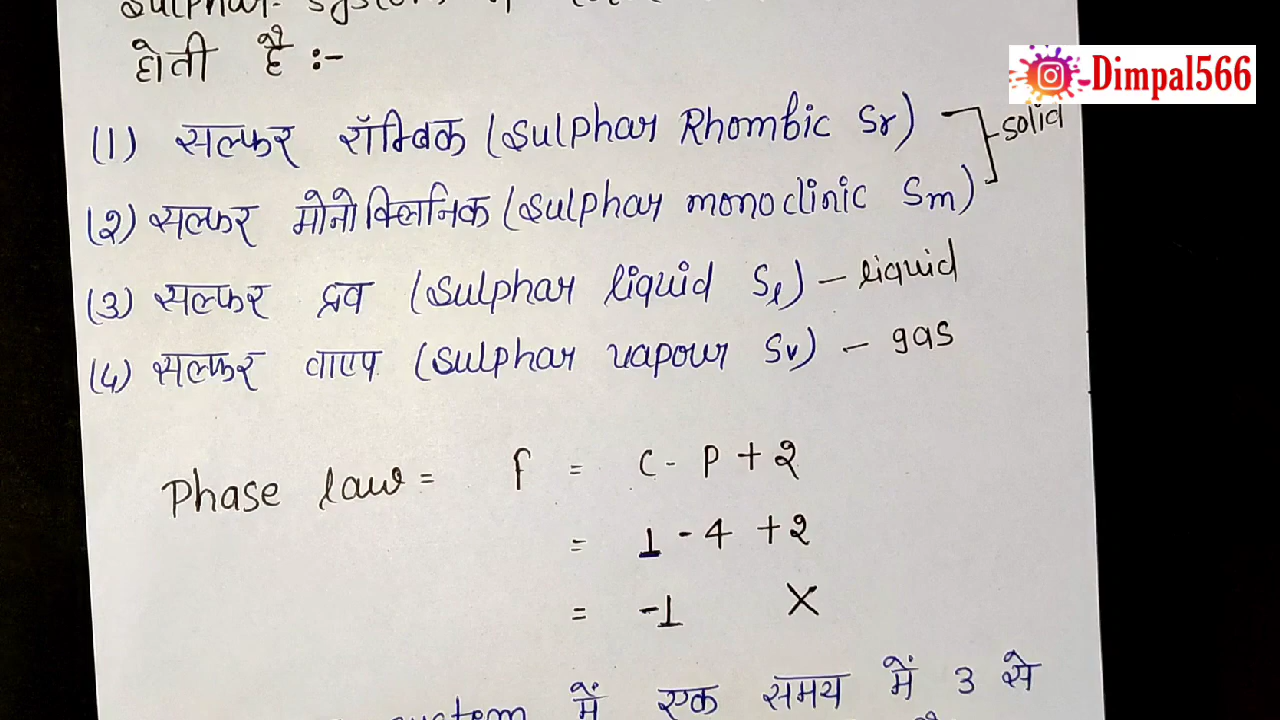 होती है :-
-Dimpal566
(1) सल्फर रॉम्बिक (Sulphar Rhombic Sr)
solid
(2) सल्फर मोनोक्लिनिक (Sulphar monoclinic Sm)
(3) सल्फर द्रव (Sulphar liquid Sl) - liquid
(4) सल्फर वाष्प (Sulphar vapour Sv) - gas
Phase law = F = C - P + 2
= 1 - 4 + 2
= -1 X
system में एक समय में 3 से